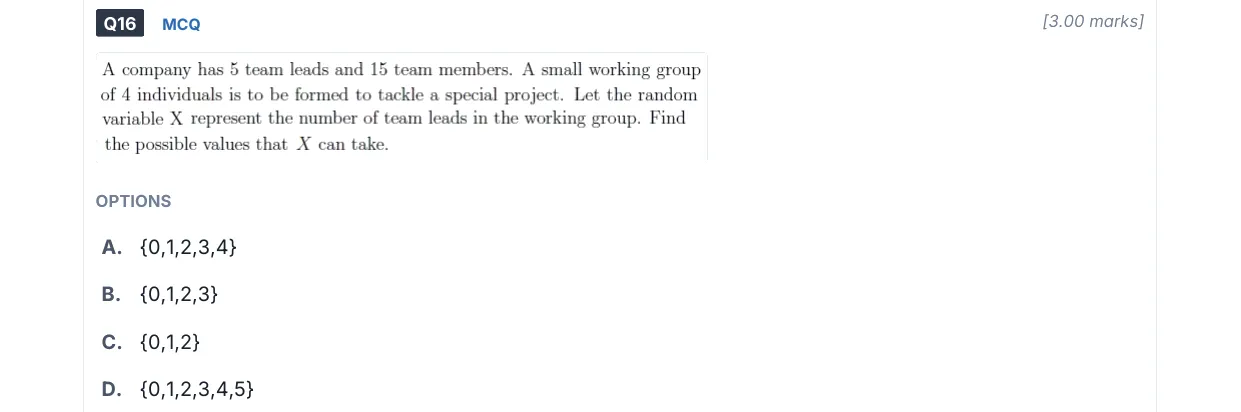 Q16 MCQ [3.00 marks]
A company has 5 team leads and 15 team members. A small working group
of 4 individuals is to be formed to tackle a special project. Let the random
variable X represent the number of team leads in the working group. Find
the possible values that X can take.
OPTIONS
A. {0,1,2,3,4}
B. {0,1,2,3}
C. {0,1,2}
D. {0,1,2,3,4,5}